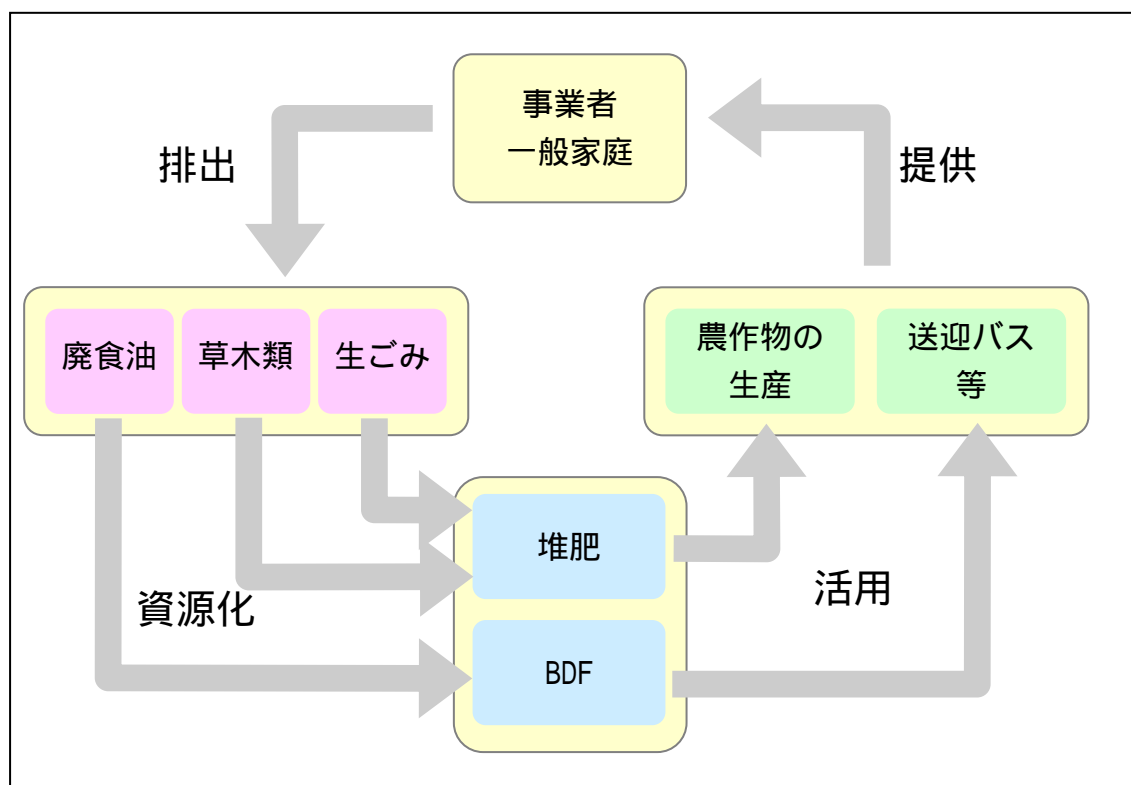 事業者
一般家庭
排出
提供
廃食油
草木類
生ごみ
農作物の
生産
送迎バス
等
堆肥
資源化
活用
BDF